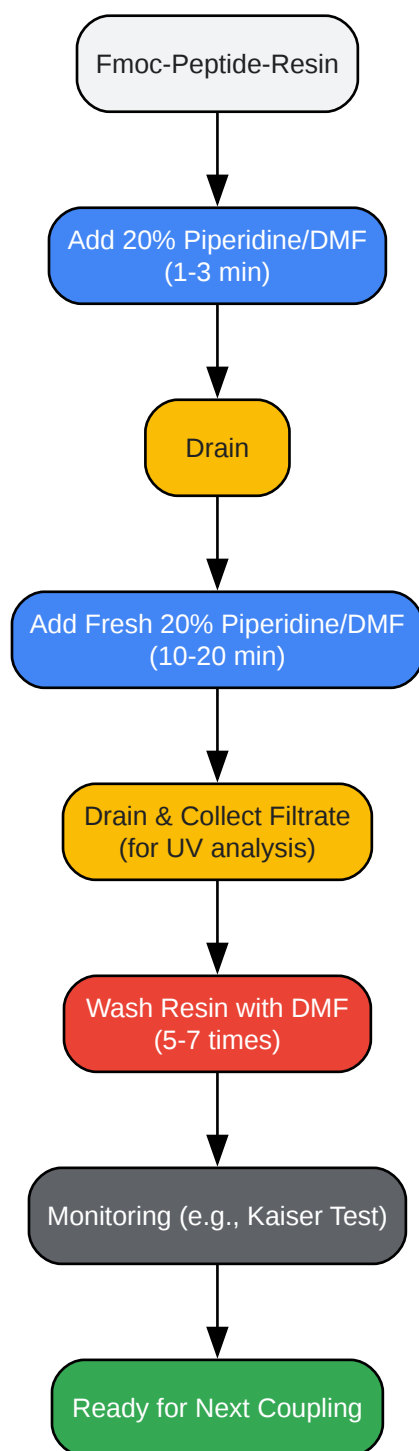 Fmoc-Peptide-Resin
Add 20% Piperidine/DMF
(1-3 min)
Drain
Add Fresh 20% Piperidine/DMF
(10-20 min)
Drain & Collect Filtrate
(for UV analysis)
Wash Resin with DMF
(5-7 times)
Monitoring (e.g., Kaiser Test)
Ready for Next Coupling